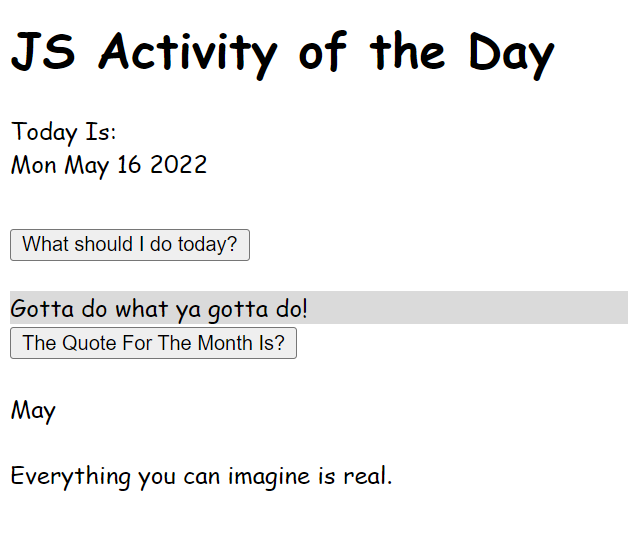 JS Activity of the Day
Today Is:
Mon May 16 2022
What should I do today?
Gotta do what ya gotta do!
The Quote For The Month Is?
May
Everything you can imagine is real.